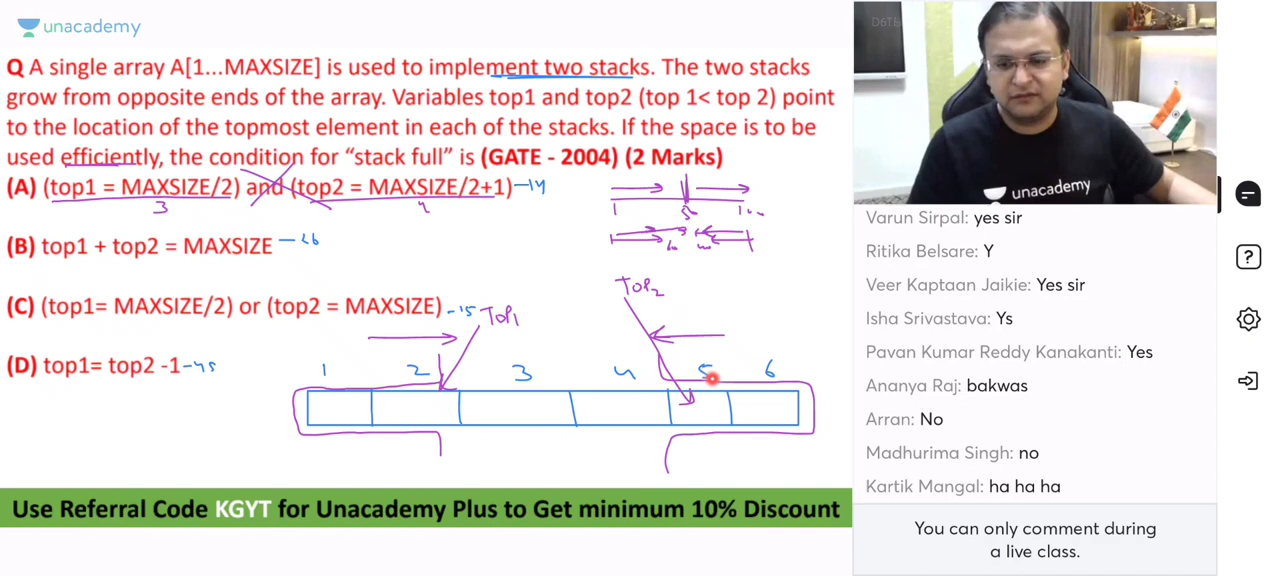 unacademy
Q A single array A[1...MAXSIZE] is used to implement two stacks. The two stacks
grow from opposite ends of the array. Variables top1 and top2 (top 1< top 2) point
to the location of the topmost element in each of the stacks. If the space is to be
used efficiently, the condition for “stack full” is (GATE - 2004) (2 Marks)
(A) (top1 = MAXSIZE/2) and (top2 = MAXSIZE/2+1) -14
3 4
1 50 100
60
(B) top1 + top2 = MAXSIZE -26
TOP2
(C) (top1= MAXSIZE/2) or (top2 = MAXSIZE) -15
TOP1
(D) top1= top2 -1 -45
1 2 3 4 5 6
Use Referral Code KGYT for Unacademy Plus to Get minimum 10% Discount
unacademy
Varun Sirpal: yes sir
Ritika Belsare: Y
Veer Kaptaan Jaikie: Yes sir
Isha Srivastava: Ys
Pavan Kumar Reddy Kanakanti: Yes
Ananya Raj: bakwas
Arran: No
Madhurima Singh: no
Kartik Mangal: ha ha ha
You can only comment during
a live class.
?